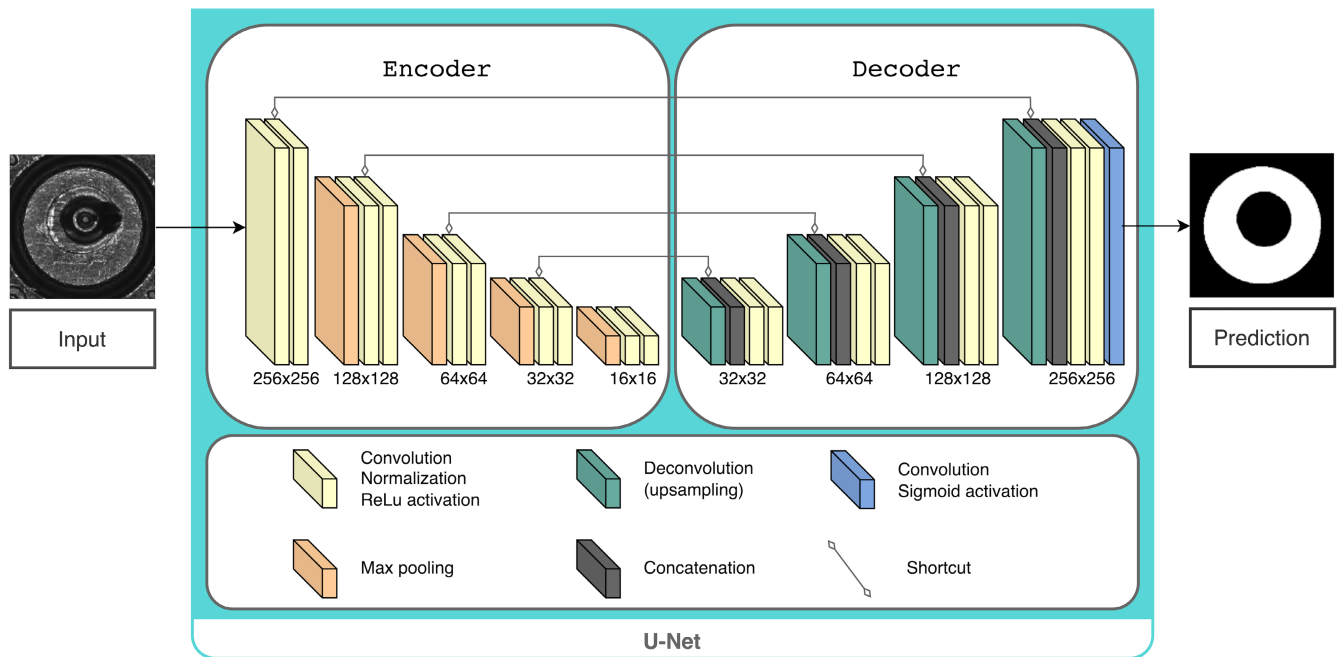 Encoder
Decoder
Input
Prediction
256x256
128x128
64x64
32x32
16x16
32x32
64x64
128x128
256x256
Convolution
Normalization
ReLu activation
Deconvolution
(upsampling)
Convolution
Sigmoid activation
Max pooling
Concatenation
Shortcut
U-Net